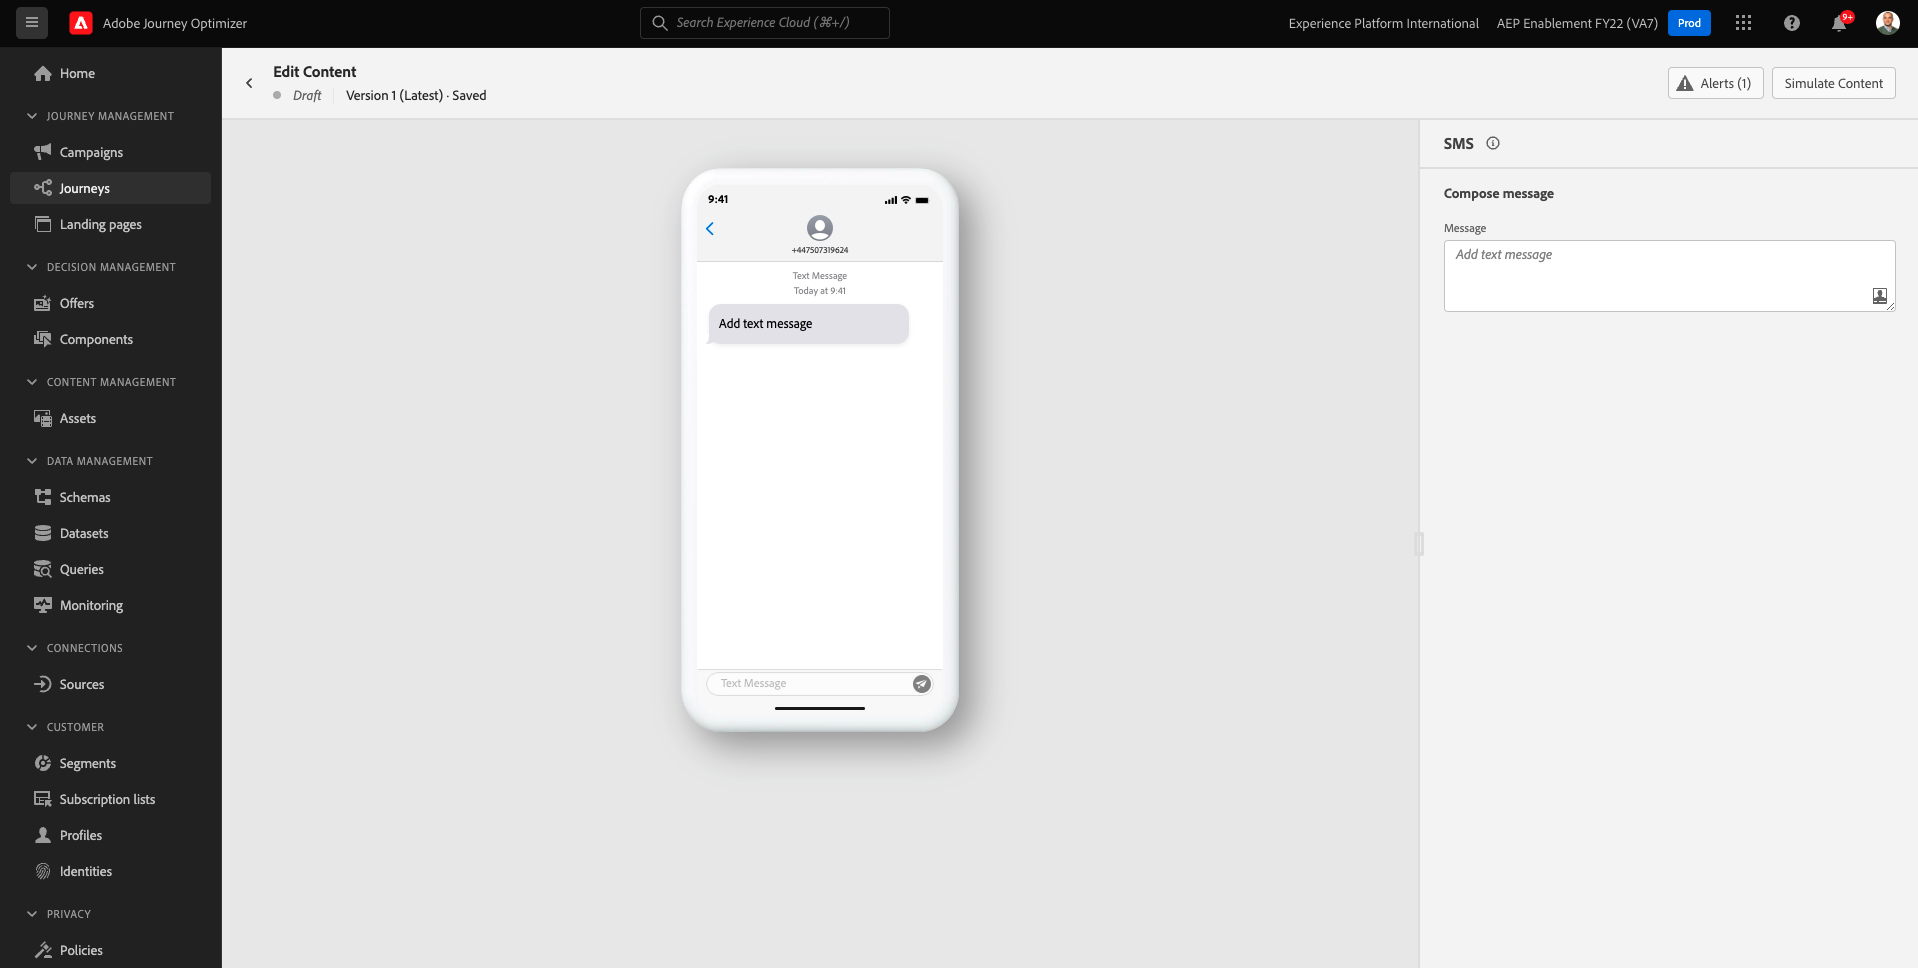 Adobe Journey Optimizer
Search Experience Cloud (⌘+/)
Experience Platform International
AEP Enablement FY22 (VA7)
Prod
9+
Home
JOURNEY MANAGEMENT
Campaigns
Journeys
Landing pages
DECISION MANAGEMENT
Offers
Components
CONTENT MANAGEMENT
Assets
DATA MANAGEMENT
Schemas
Datasets
Queries
Monitoring
CONNECTIONS
Sources
CUSTOMER
Segments
Subscription lists
Profiles
Identities
PRIVACY
Policies
Edit Content
Draft
Version 1 (Latest) · Saved
Alerts (1)
Simulate Content
9:41
+447507319624
Text Message
Today at 9:41
Add text message
Text Message
SMS
Compose message
Message
Add text message